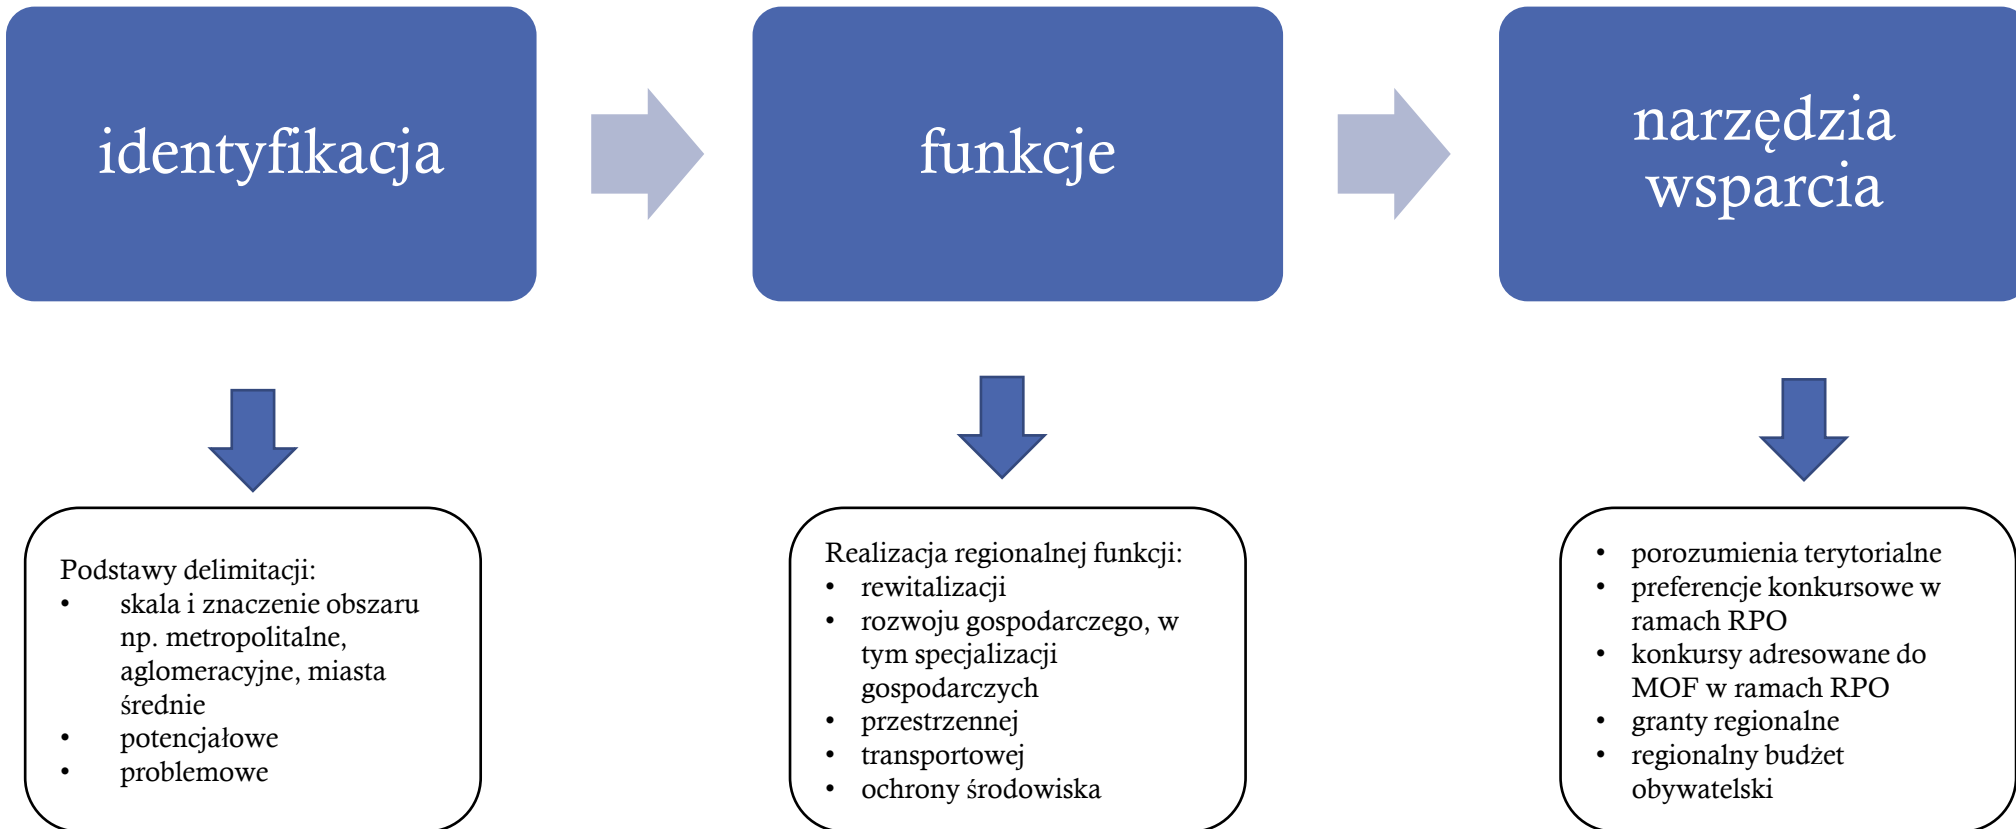 identyfikacja
funkcje
narzędzia
wsparcia
Podstawy delimitacji:
• skala i znaczenie obszaru
np. metropolitalne,
aglomeracyjne, miasta
średnie
• potencjałowe
• problemowe
Realizacja regionalnej funkcji:
• rewitalizacji
• rozwoju gospodarczego, w
tym specjalizacji
gospodarczych
• przestrzennej
• transportowej
• ochrony środowiska
• porozumienia terytorialne
• preferencje konkursowe w
ramach RPO
• konkursy adresowane do
MOF w ramach RPO
• granty regionalne
• regionalny budżet
obywatelski